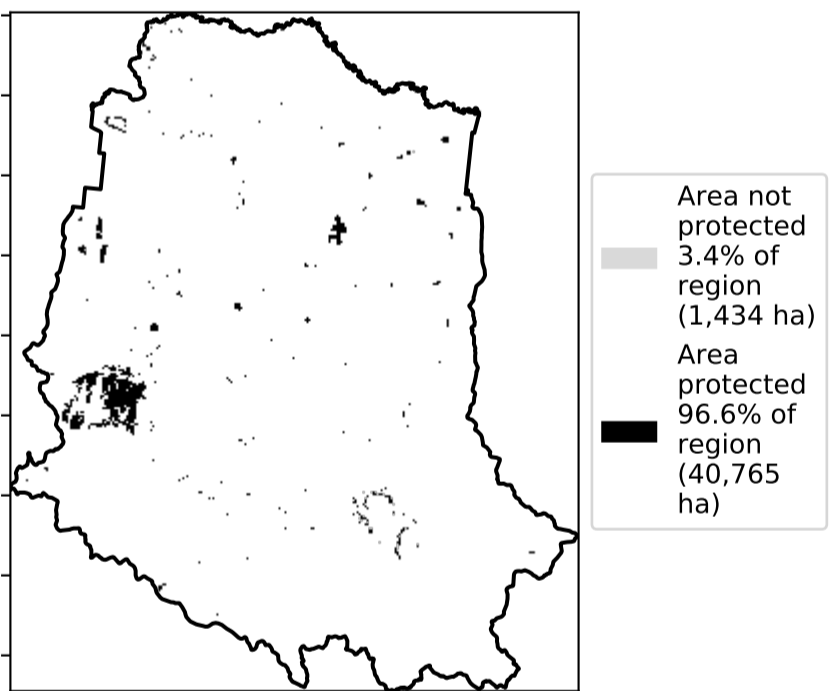 Area not
protected
3.4% of
region
(1,434 ha)
Area
protected
96.6% of
region
(40,765
ha)